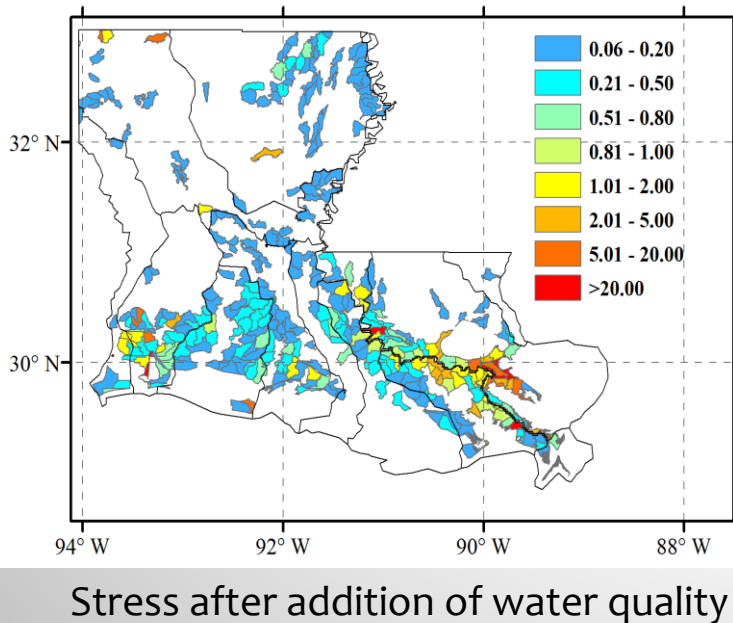 0.06 - 0.20
0.21 - 0.50
0.51 - 0.80
0.81 - 1.00
1.01 - 2.00
2.01 - 5.00
5.01 - 20.00
>20.00
32° N
30° N
94° W 92° W 90° W 88° W
Stress after addition of water quality